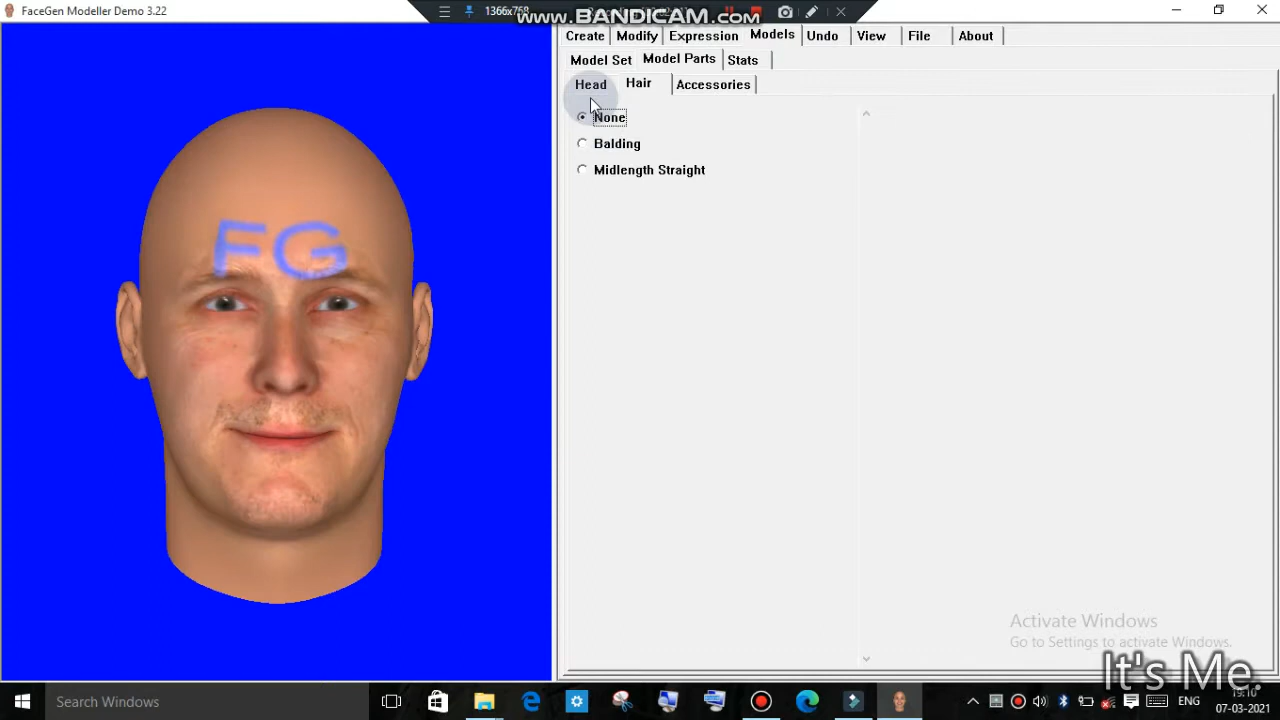 FaceGen Modeller Demo 3.22
1366x768
www.BANDICAM.com
Create Modify Expression Models Undo View File About
Model Set Model Parts Stats
Head Hair Accessories
None
Balding
Midlength Straight
FG
Activate Windows
Go to Settings to activate Windows.
It's Me.
Search Windows
ENG
19:10
07-03-2021